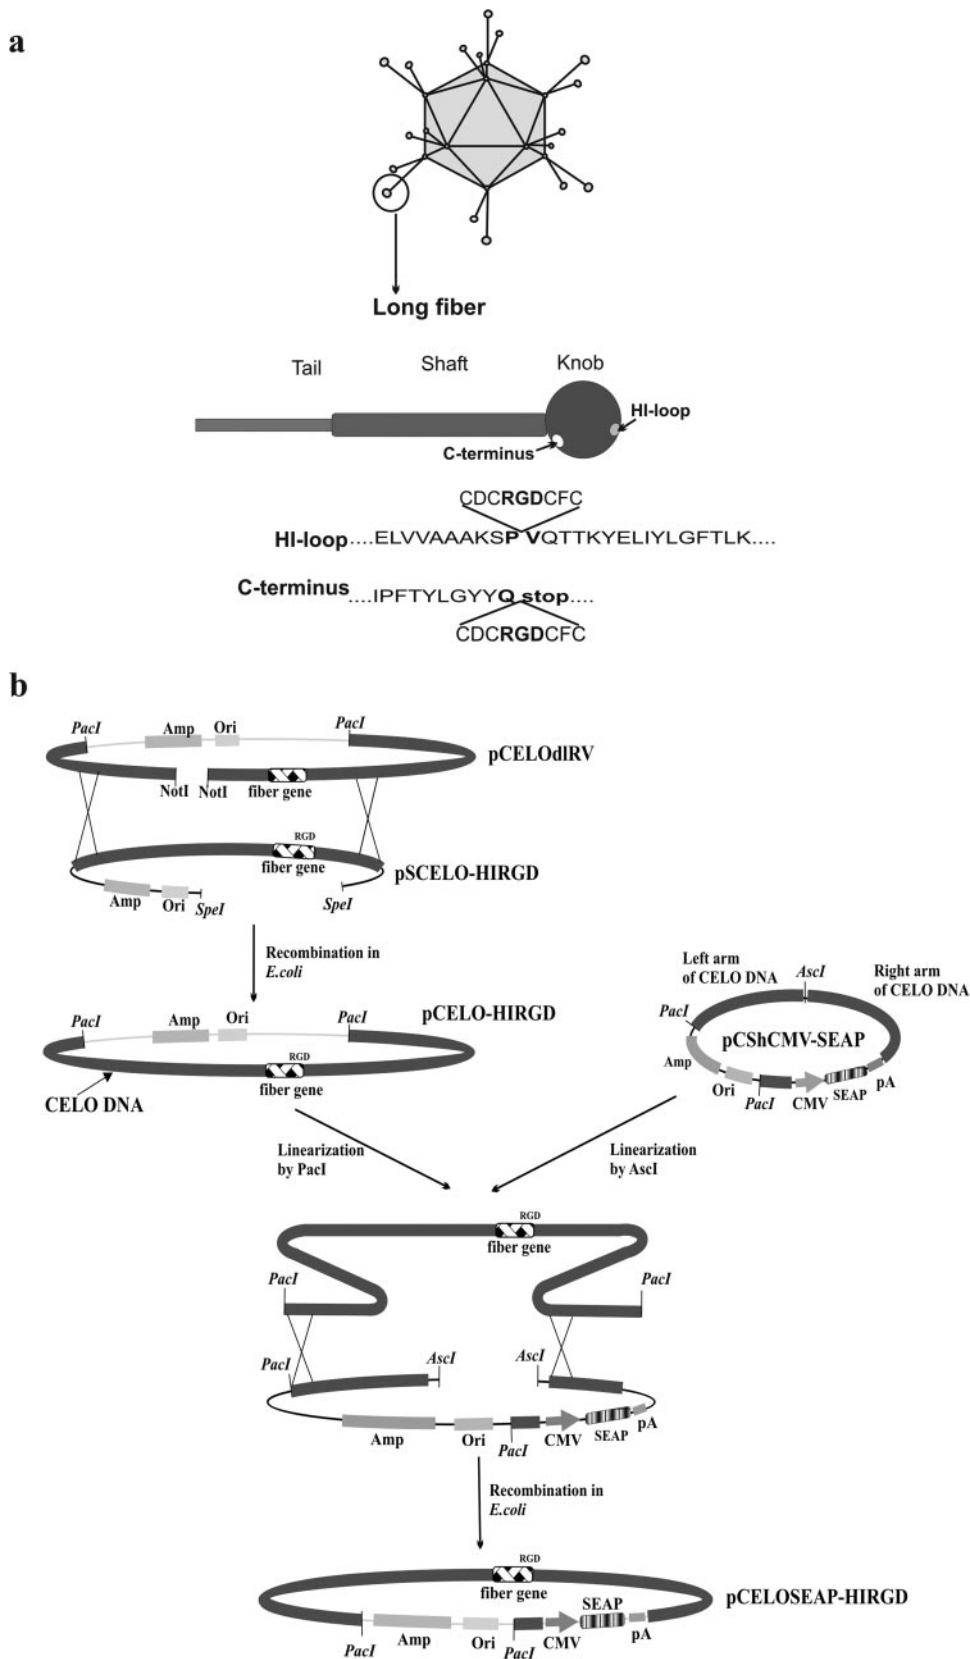 a
Long fiber
Tail Shaft Knob
HI-loop
C-terminus
CDCRGDCFC
HI-loop....ELVVAAAKSP VQTTKYELIYLGFTLK....
C-terminus....IPFTYLGYYQ stop....
CDCRGDCFC
b
PacI Amp Ori PacI
pCELOdlRV
NotI NotI fiber gene
RGD
fiber gene
pSCELO-HIRGD
Amp Ori SpeI SpeI
Recombination in
E.coli
Left arm
of CELO DNA
AscI
Right arm
of CELO DNA
PacI
pCShCMV-SEAP
Amp
Ori
PacI
CMV
SEAP
pA
pCELO-HIRGD
PacI Amp Ori PacI
RGD
fiber gene
CELO DNA
Linearization
by PacI
Linearization
by AscI
RGD
fiber gene
PacI PacI
PacI AscI AscI
Amp Ori PacI CMV SEAP pA
Recombination in
E.coli
RGD
fiber gene
pCELOSEAP-HIRGD
PacI Amp Ori PacI CMV SEAP pA